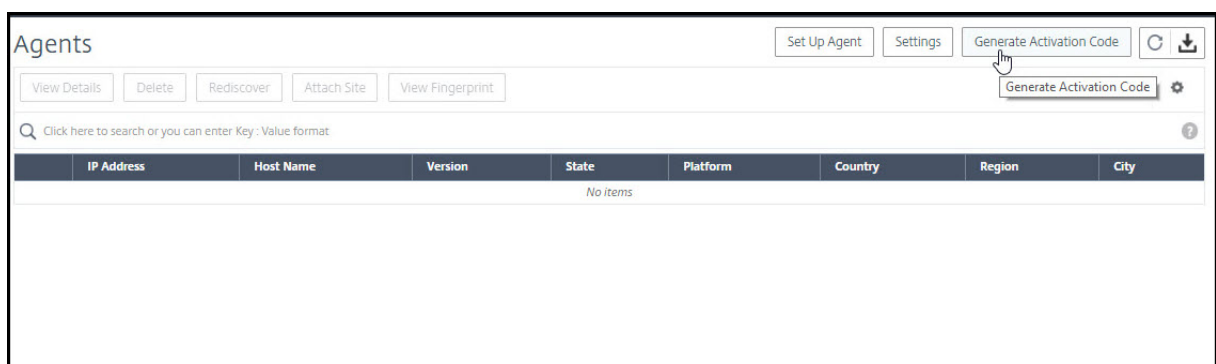 Agents
Set Up Agent Settings Generate Activation Code
View Details Delete Rediscover Attach Site View Fingerprint
Generate Activation Code
Click here to search or you can enter Key : Value format
?
IP Address Host Name Version State Platform Country Region City
No items